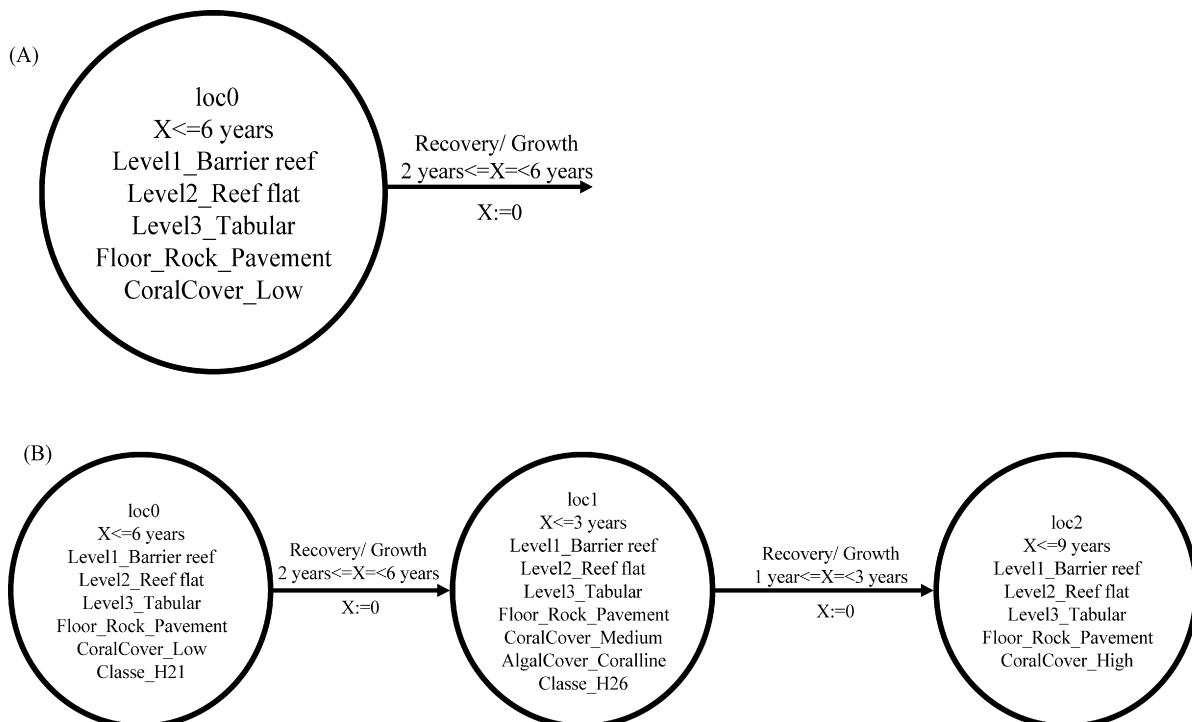 (A)
loc0
X<=6 years
Level1_Barrier reef
Level2_Reef flat
Level3_Tabular
Floor_Rock_Pavement
CoralCover_Low
Recovery/ Growth
2 years<=X=<6 years
X:=0
(B)
loc0
X<=6 years
Level1_Barrier reef
Level2_Reef flat
Level3_Tabular
Floor_Rock_Pavement
CoralCover_Low
Classe_H21
Recovery/ Growth
2 years<=X=<6 years
X:=0
loc1
X<=3 years
Level1_Barrier reef
Level2_Reef flat
Level3_Tabular
Floor_Rock_Pavement
CoralCover_Medium
AlgalCover_Coralline
Classe_H26
Recovery/ Growth
1 year<=X=<3 years
X:=0
loc2
X<=9 years
Level1_Barrier reef
Level2_Reef flat
Level3_Tabular
Floor_Rock_Pavement
CoralCover_High